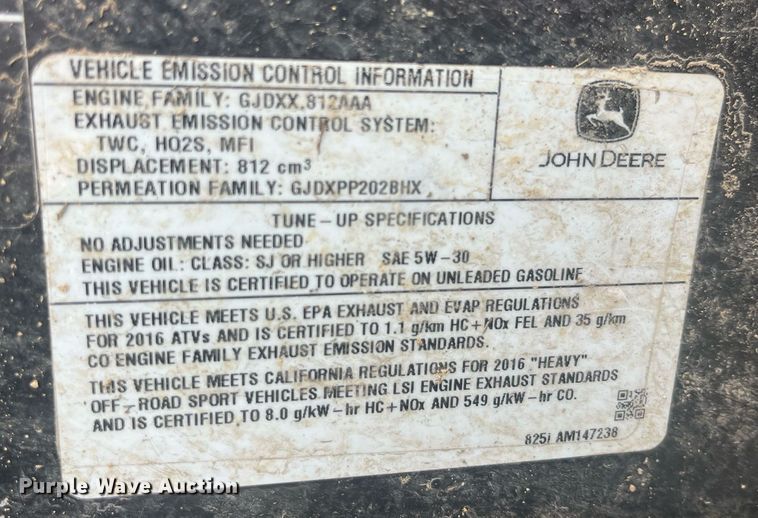 VEHICLE EMISSION CONTROL INFORMATION
ENGINE FAMILY: GJDXX.812AAA
EXHAUST EMISSION CONTROL SYSTEM:
TWC, HO2S, MFI
DISPLACEMENT: 812 cm³
PERMEATION FAMILY: GJDXPP202BHX
JOHN DEERE
TUNE-UP SPECIFICATIONS
NO ADJUSTMENTS NEEDED
ENGINE OIL: CLASS: SJ OR HIGHER SAE 5W-30
THIS VEHICLE IS CERTIFIED TO OPERATE ON UNLEADED GASOLINE
THIS VEHICLE MEETS U.S. EPA EXHAUST AND EVAP REGULATIONS
FOR 2016 ATVs AND IS CERTIFIED TO 1.1 g/km HC+NOx FEL AND 35 g/km
CO ENGINE FAMILY EXHAUST EMISSION STANDARDS.
THIS VEHICLE MEETS CALIFORNIA REGULATIONS FOR 2016 "HEAVY"
OFF-ROAD SPORT VEHICLES MEETING LSI ENGINE EXHAUST STANDARDS
AND IS CERTIFIED TO 8.0 g/kW-hr HC+NOx AND 549 g/kW-hr CO.
825i AM147238
Purple Wave Auction